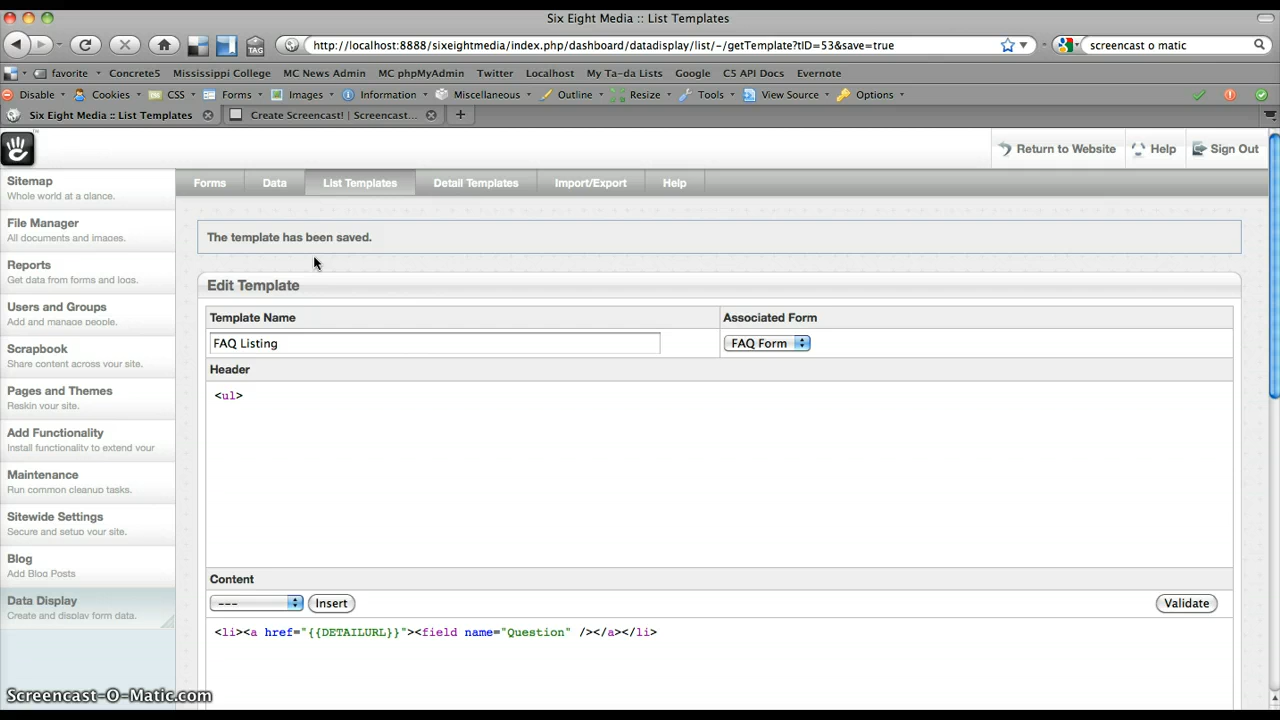 Six Eight Media :: List Templates
http://localhost:8888/sixeightmedia/index.php/dashboard/datadisplay/list/-/getTemplate?tID=53&save=true
screencast o matic
TAG
favorite Concrete5 Mississippi College MC News Admin MC phpMyAdmin Twitter Localhost My Ta-da Lists Google C5 API Docs Evernote
Disable Cookies CSS Forms Images Information Miscellaneous Outline Resize Tools View Source Options
Six Eight Media :: List Templates Create Screencast! | Screencast...
Return to Website Help Sign Out
Forms Data List Templates Detail Templates Import/Export Help
Sitemap
Whole world at a glance.
File Manager
All documents and images.
Reports
Get data from forms and logs.
Users and Groups
Add and manage people.
Scrapbook
Share content across your site.
Pages and Themes
Reskin your site.
Add Functionality
Install functionality to extend your
Maintenance
Run common cleanup tasks.
Sitewide Settings
Secure and setup your site.
Blog
Add Blog Posts
Data Display
Create and display form data.
The template has been saved.
Edit Template
Template Name Associated Form
FAQ Listing FAQ Form
Header
<ul>
Content
--- Insert Validate
<li><a href="{{DETAILURL}}"><field name="Question" /></a></li>
Screencast-O-Matic.com